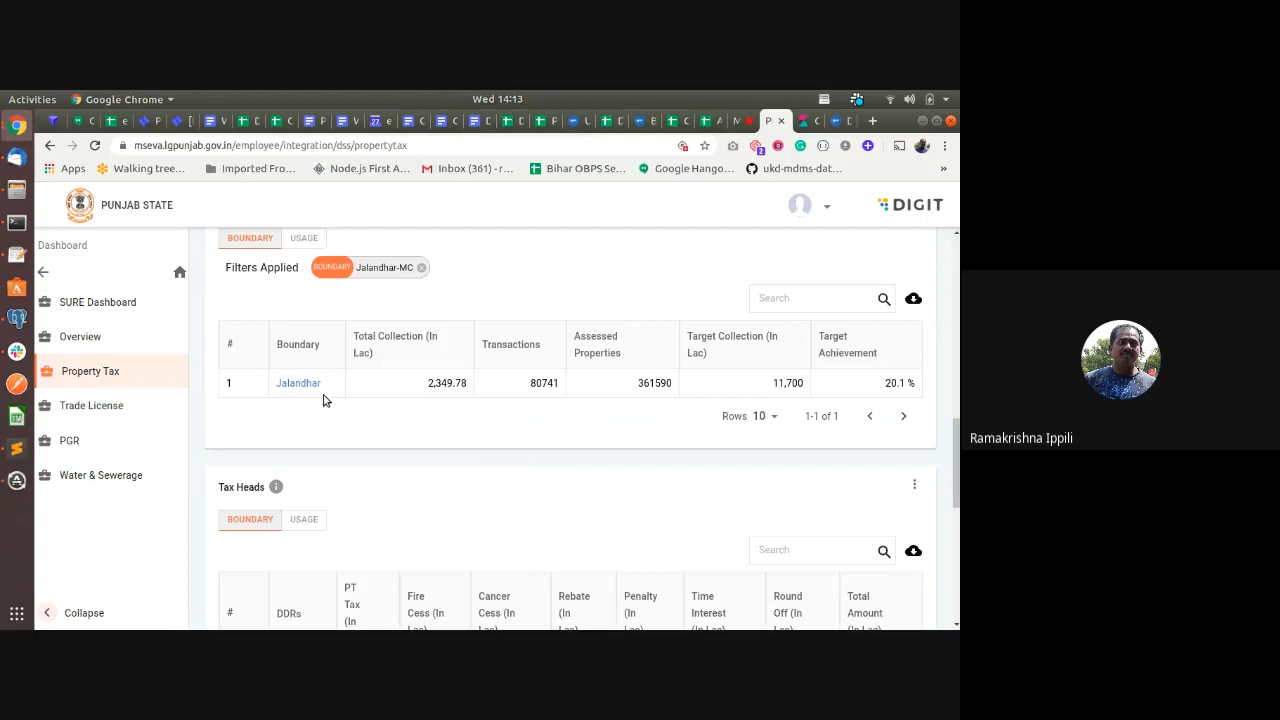 Activities
Google Chrome
Wed 14:13
mseva.lgpunjab.gov.in/employee/integration/dss/propertytax
Apps
Walking tree...
Imported Fro...
Node.js First A...
Inbox (361) - r...
Bihar OBPS Se...
Google Hango...
ukd-mdms-dat...
»
PUNJAB STATE
DIGIT
Dashboard
SURE Dashboard
Overview
Property Tax
Trade License
PGR
Water & Sewerage
Collapse
BOUNDARY USAGE
Filters Applied BOUNDARY Jalandhar-MC
Search
# Boundary Total Collection (In Lac) Transactions Assessed Properties Target Collection (In Lac) Target Achievement
1 Jalandhar 2,349.78 80741 361590 11,700 20.1 %
Rows 10 1-1 of 1
Tax Heads
BOUNDARY USAGE
Search
# DDRs PT Tax (In Fire Cess (In Cancer Cess (In Rebate (In Penalty (In Time Interest (In Lac) Round Off (In Total Amount (In Lac)
Ramakrishna Ippili